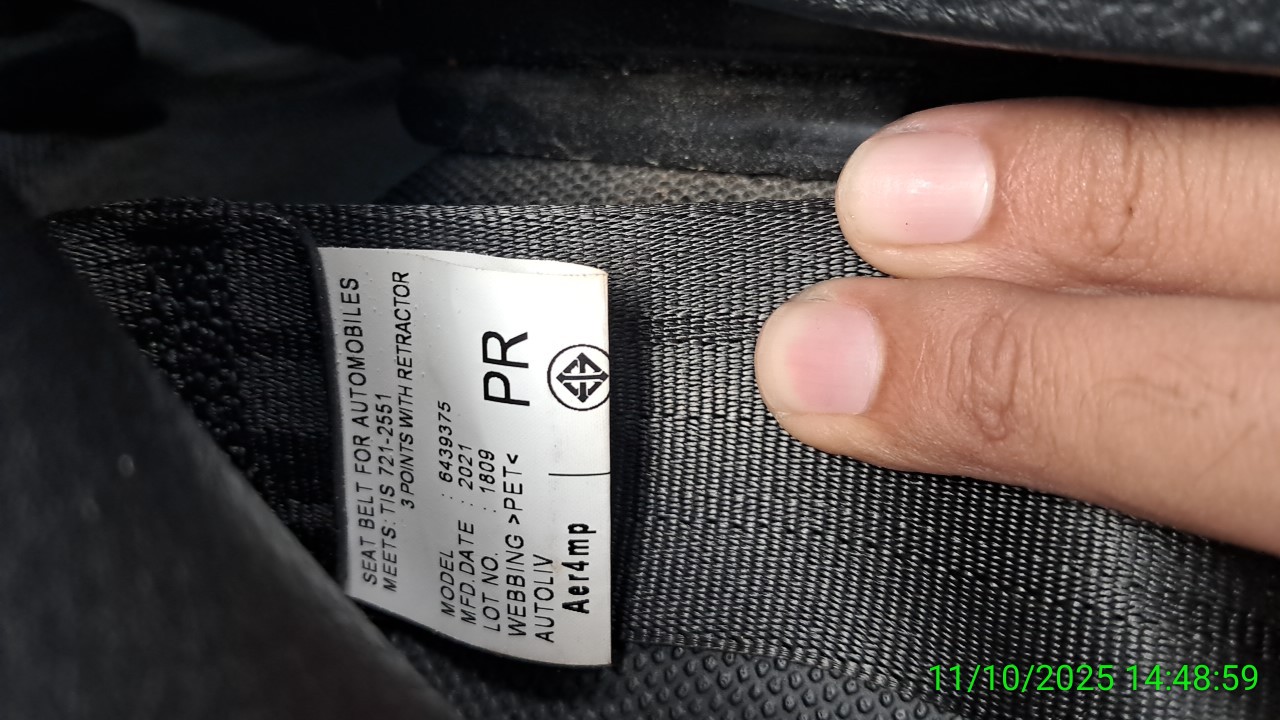 SEAT BELT FOR AUTOMOBILES
MEETS: TIS 721-2551
3 POINTS WITH RETRACTOR
MODEL : 6439375
MFD.DATE : 2021
LOT NO. : 1809
PR
WEBBING >PET<
AUTOLIV
Aer4mp
11/10/2025 14:48:59